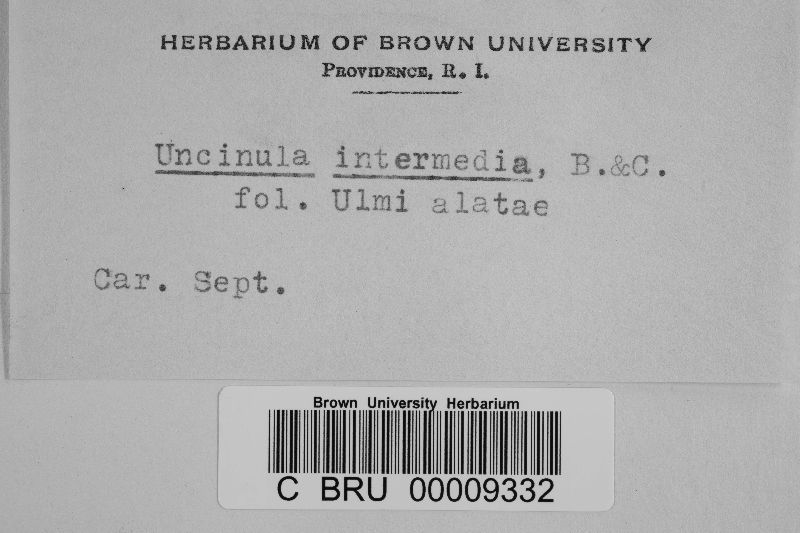 HERBARIUM OF BROWN UNIVERSITY
PROVIDENCE, R. I.
Uncinula intermedia, B.&C.
fol. Ulmi alatae
Car. Sept.
Brown University Herbarium
C BRU 00009332